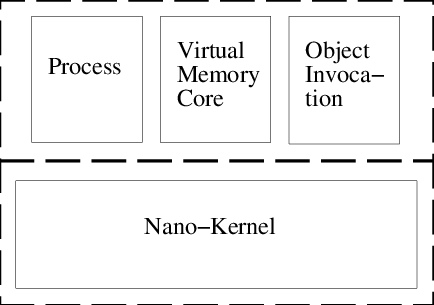 Process
Virtual
Memory
Core
Object
Invoca−
tion
Nano−Kernel